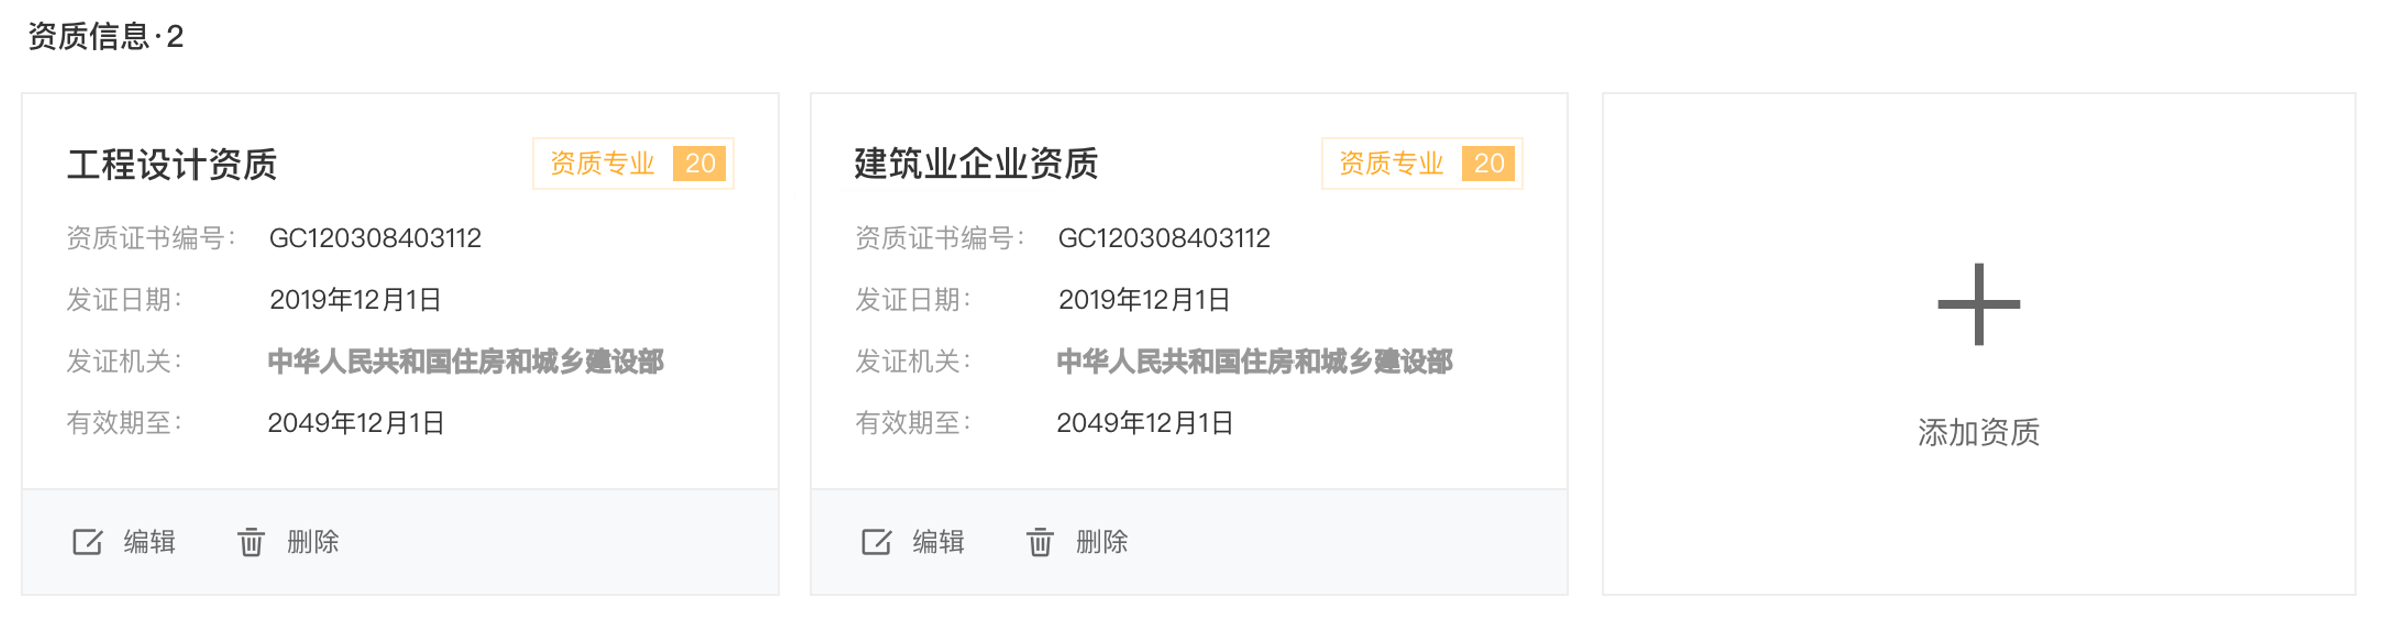 资质信息·2
工程设计资质
资质专业 20
资质证书编号： GC120308403112
发证日期： 2019年12月1日
发证机关： 中华人民共和国住房和城乡建设部
有效期至： 2049年12月1日
编辑 删除
建筑业企业资质
资质专业 20
资质证书编号： GC120308403112
发证日期： 2019年12月1日
发证机关： 中华人民共和国住房和城乡建设部
有效期至： 2049年12月1日
编辑 删除
添加资质